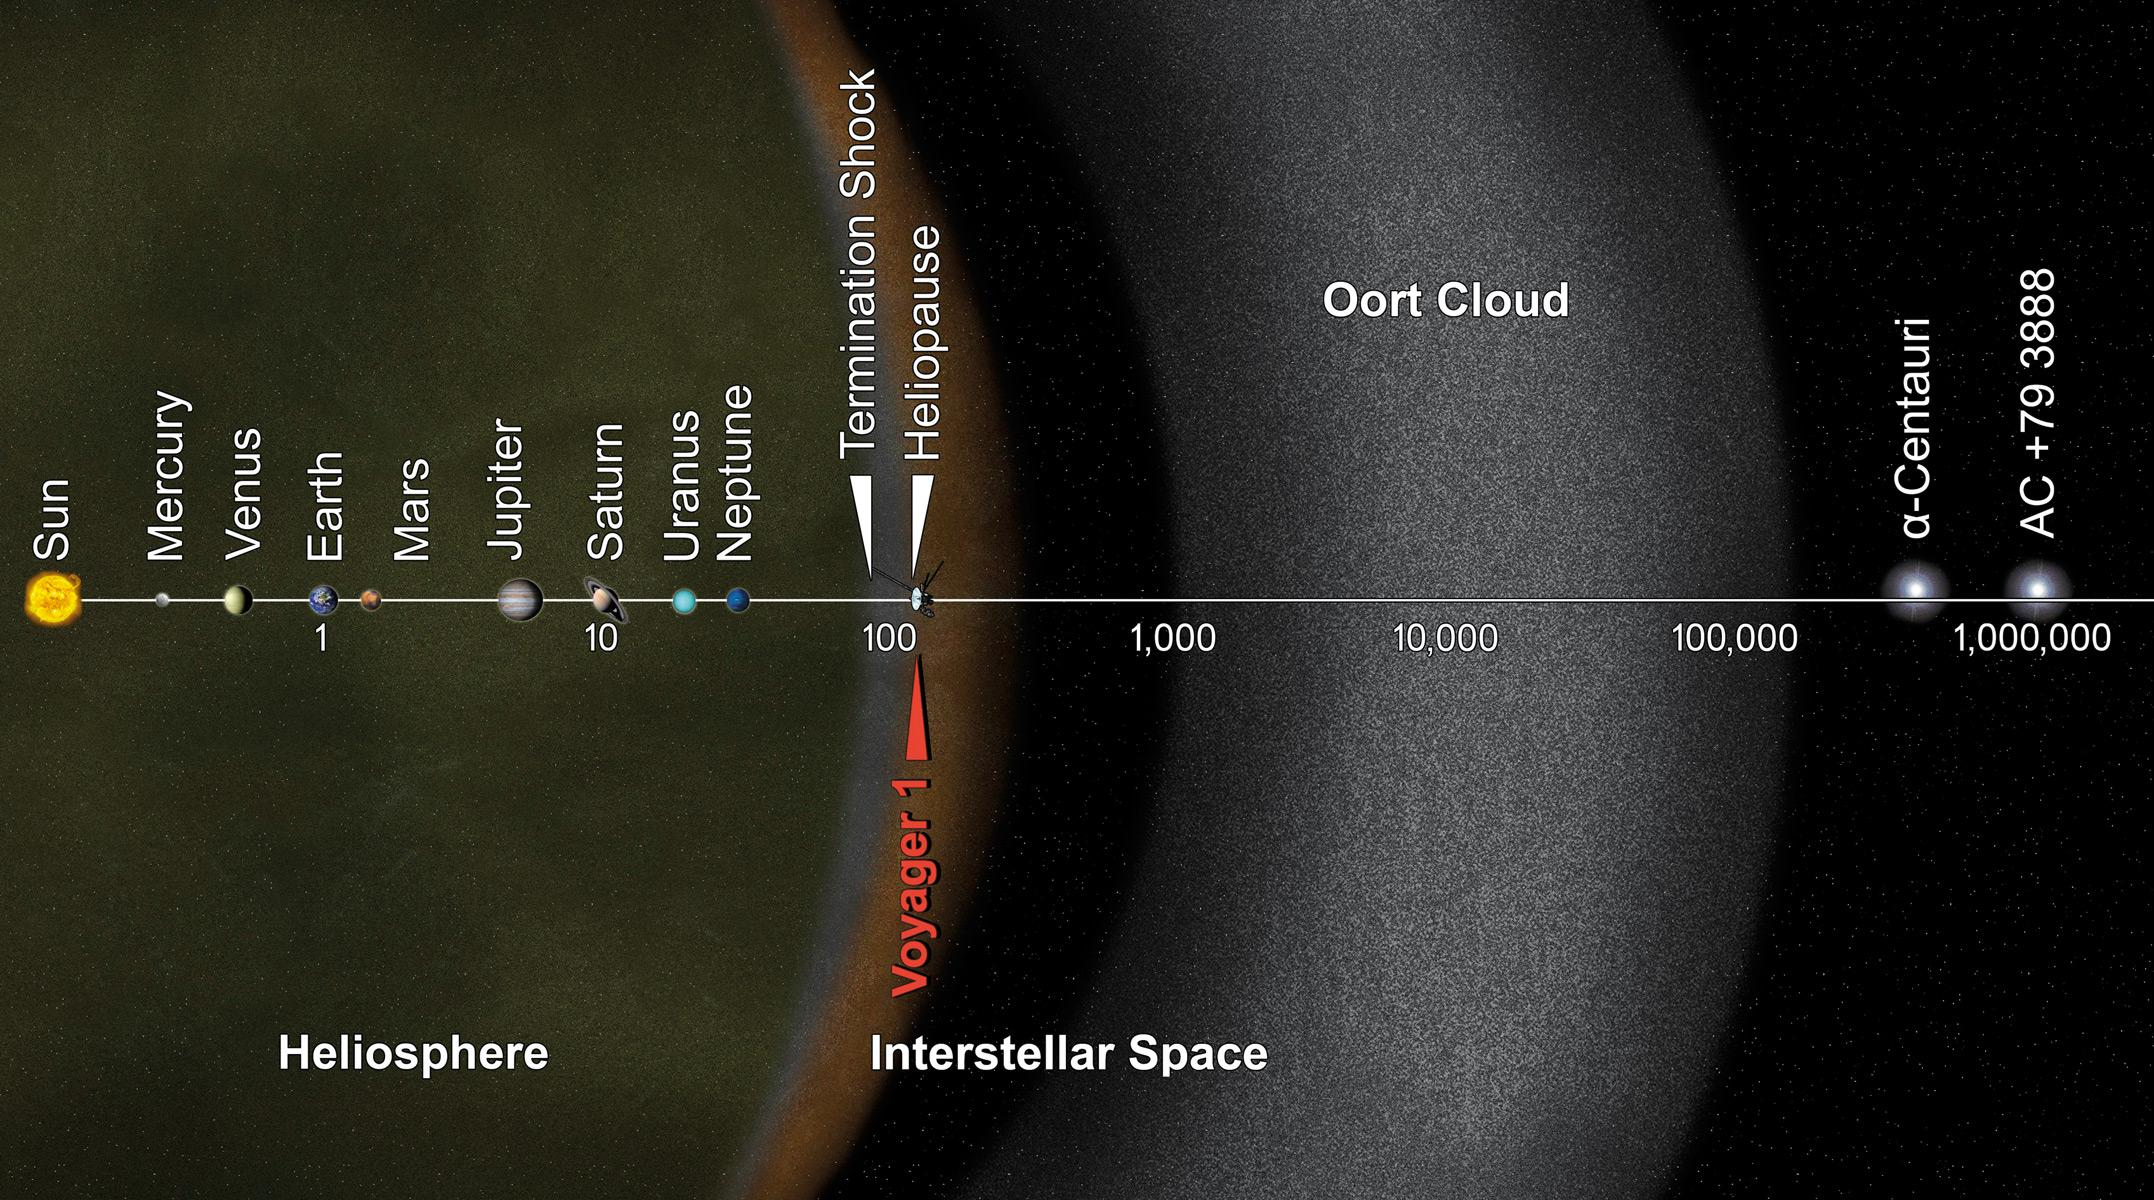 Sun
Mercury
Venus
Earth
Mars
Jupiter
Saturn
Uranus
Neptune
Termination Shock
Heliopause
Oort Cloud
α-Centauri
AC +79 3888
1
10
100
1,000
10,000
100,000
1,000,000
Voyager 1
Heliosphere
Interstellar Space